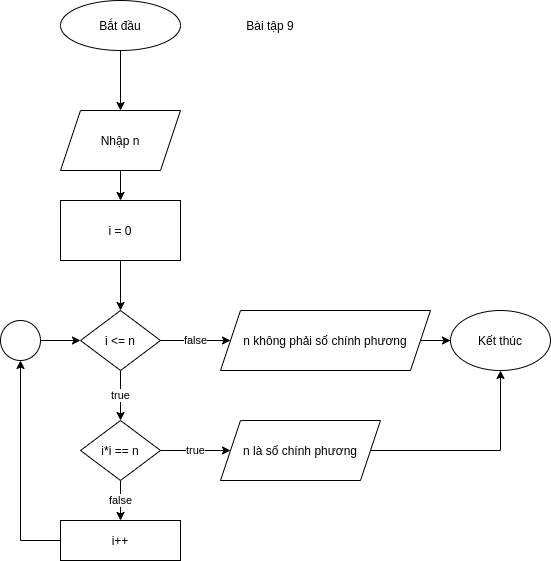 Bắt đầu
Bài tập 9
Nhập n
i = 0
i <= n
false
n không phải số chính phương
Kết thúc
true
i*i == n
true
n là số chính phương
false
i++